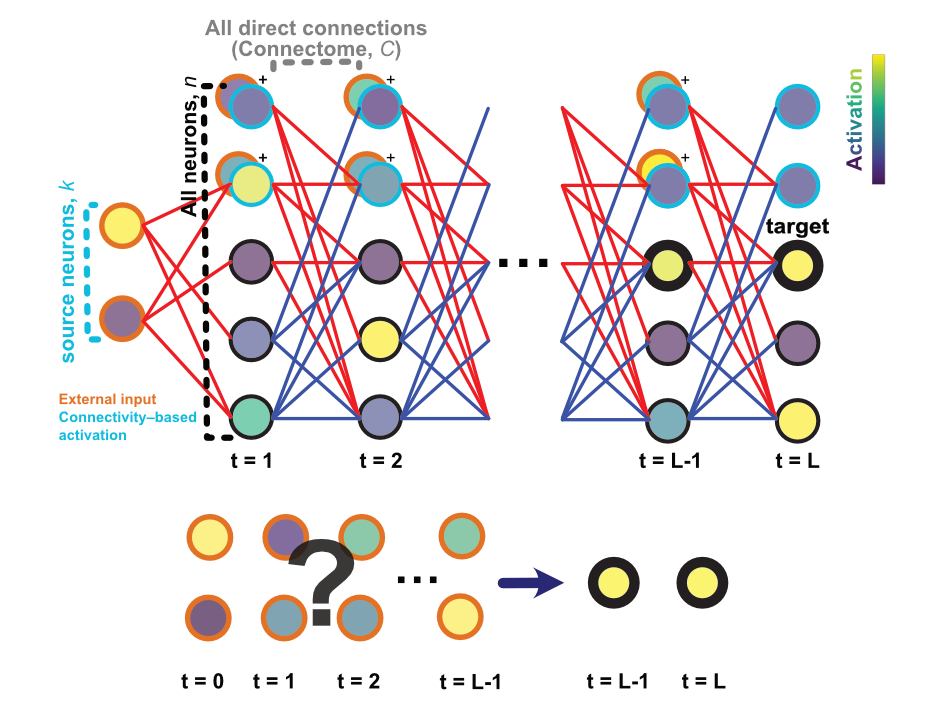 All direct connections
(Connectome, C)
All neurons, n
+
+
+
+
+
+
Activation
source neurons, k
target
...
External input
Connectivity–based
activation
t = 1
t = 2
t = L-1
t = L
?
...
t = 0
t = 1
t = 2
t = L-1
t = L-1
t = L